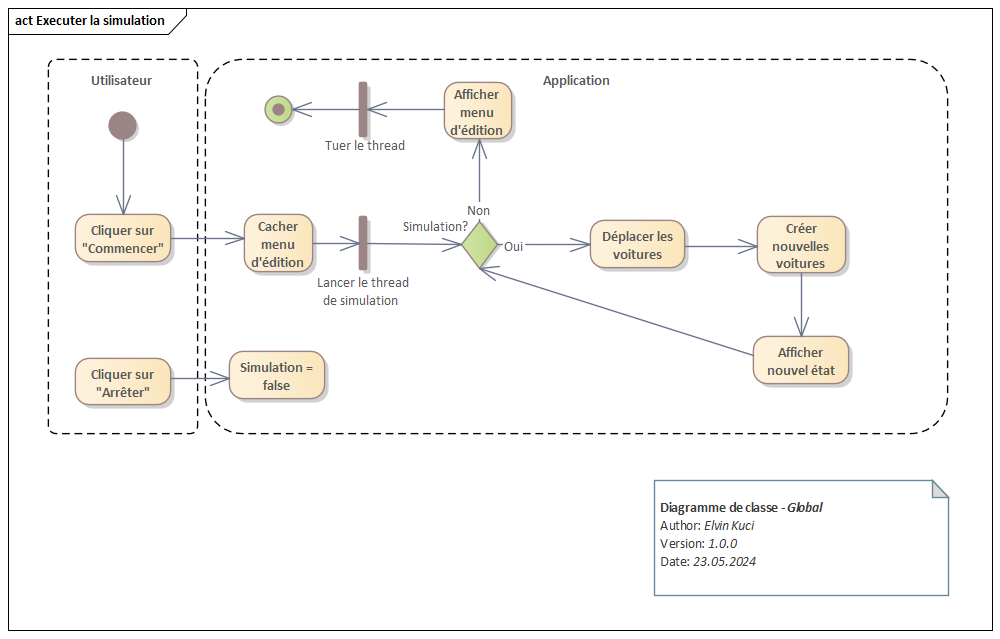 act Executer la simulation
Utilisateur
Application
Afficher
menu
d'édition
Tuer le thread
Non
Cliquer sur
"Commencer"
Cacher
menu
d'édition
Lancer le thread
de simulation
Simulation?
Oui
Déplacer les
voitures
Créer
nouvelles
voitures
Afficher
nouvel état
Cliquer sur
"Arrêter"
Simulation =
false
Diagramme de classe - Global
Author: Elvin Kuci
Version: 1.0.0
Date: 23.05.2024